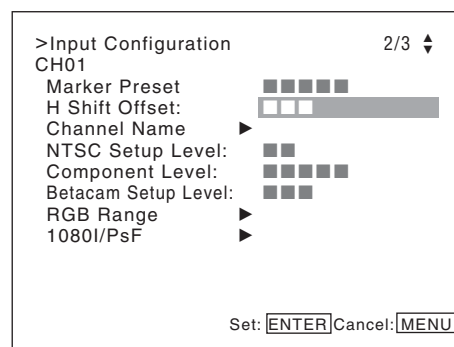 >Input Configuration 2/3
CH01
Marker Preset ■■■■■
H Shift Offset: ■■■
Channel Name ▶
NTSC Setup Level: ■■
Component Level: ■■■■■
Betacam Setup Level: ■■■
RGB Range ▶
1080I/PsF ▶
Set: ENTER Cancel: MENU